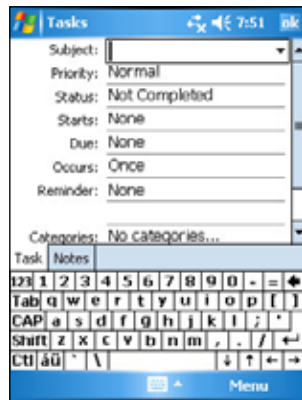 Tasks 7:51 ok
Subject:
Priority: Normal
Status: Not Completed
Starts: None
Due: None
Occurs: Once
Reminder: None
Categories: No categories...
Task Notes
123 1 2 3 4 5 6 7 8 9 0 - = ←
Tab q w e r t y u i o p [ ]
CAP a s d f g h j k l ; '
Shift z x c v b n m , . / ↵
Ctl áü ` \ ↓ ↑ ← →
Menu